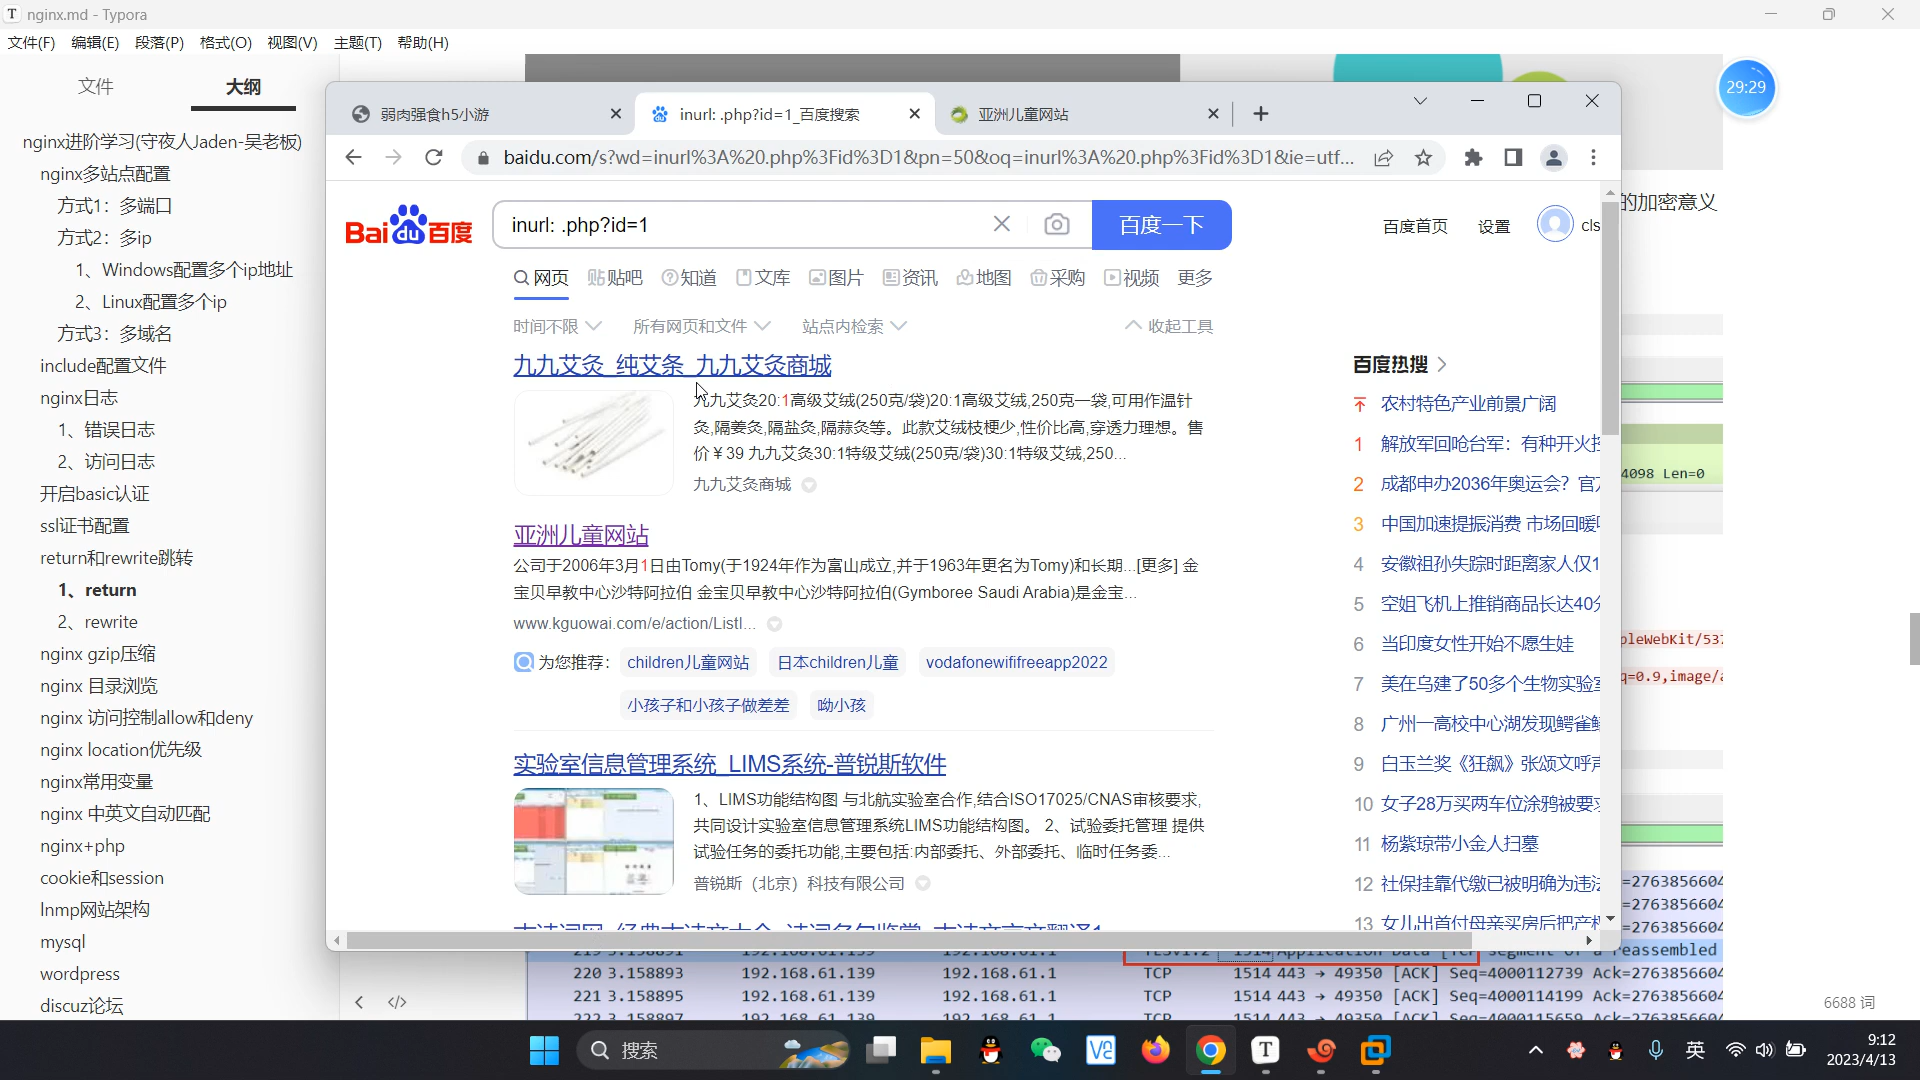 nginx.md - Typora
文件(F) 编辑(E) 段落(P) 格式(O) 视图(V) 主题(T) 帮助(H)
文件 大纲
nginx进阶学习(守夜人Jaden-吴老板)
nginx多站点配置
方式1：多端口
方式2：多ip
1、Windows配置多个ip地址
2、Linux配置多个ip
方式3：多域名
include配置文件
nginx日志
1、错误日志
2、访问日志
开启basic认证
ssl证书配置
return和rewrite跳转
1、return
2、rewrite
nginx gzip压缩
nginx 目录浏览
nginx 访问控制allow和deny
nginx location优先级
nginx常用变量
nginx 中英文自动匹配
nginx+php
cookie和session
lnmp网站架构
mysql
wordpress
discuz论坛
29:29
弱肉强食h5小游
inurl: .php?id=1_百度搜索
亚洲儿童网站
baidu.com/s?wd=inurl%3A%20.php%3Fid%3D1&pn=50&oq=inurl%3A%20.php%3Fid%3D1&ie=utf...
Bai du 百度
inurl: .php?id=1
百度一下
百度首页 设置 cls
网页 贴吧 知道 文库 图片 资讯 地图 采购 视频 更多
时间不限 所有网页和文件 站点内检索 收起工具
九九艾灸_纯艾条_九九艾灸商城
九九艾灸20:1高级艾绒(250克/袋)20:1高级艾绒,250克一袋,可用作温针
灸,隔姜灸,隔盐灸,隔蒜灸等。此款艾绒枝梗少,性价比高,穿透力理想。售
价￥39 九九艾灸30:1特级艾绒(250克/袋)30:1特级艾绒,250...
九九艾灸商城
亚洲儿童网站
公司于2006年3月1日由Tomy(于1924年作为富山成立,并于1963年更名为Tomy)和长期...[更多] 金
宝贝早教中心沙特阿拉伯 金宝贝早教中心沙特阿拉伯(Gymboree Saudi Arabia)是金宝...
www.kguowai.com/e/action/ListI...
为您推荐: children儿童网站 日本children儿童 vodafonewififreeapp2022
小孩子和小孩子做差差 呦小孩
实验室信息管理系统_LIMS系统-普锐斯软件
1、LIMS功能结构图 与北航实验室合作,结合ISO17025/CNAS审核要求,
共同设计实验室信息管理系统LIMS功能结构图。 2、试验委托管理 提供
试验任务的委托功能,主要包括:内部委托、外部委托、临时任务委...
普锐斯（北京）科技有限公司
百度热搜
农村特色产业前景广阔
1 解放军回呛台军：有种开火
2 成都申办2036年奥运会？官
3 中国加速提振消费 市场回暖
4 安徽祖孙失踪时距离家人仅1
5 空姐飞机上推销商品长达40
6 当印度女性开始不愿生娃
7 美在乌建了50多个生物实验室
8 广州一高校中心湖发现鳄雀
9 白玉兰奖《狂飙》张颂文呼
10 女子28万买两车位涂鸦被要
11 杨紫琼带小金人扫墓
12 社保挂靠代缴已被明确为违法
13 女儿出首付母亲买房后把产
的加密意义
4098 Len=0
pleWebKit/537
q=0.9,image/a
=2763856604
=2763856604
=2763856604
220 3.158893 192.168.61.139 192.168.61.1 TCP 1514 443 → 49350 [ACK] Seq=4000112739 Ack=2763856604
221 3.158895 192.168.61.139 192.168.61.1 TCP 1514 443 → 49350 [ACK] Seq=4000114199 Ack=2763856604
222 3.158897 192.168.61.139 192.168.61.1 TCP 1514 443 → 49350 [ACK] Seq=4000115659 Ack=2763856604
6688 词
搜索
英
9:12
2023/4/13